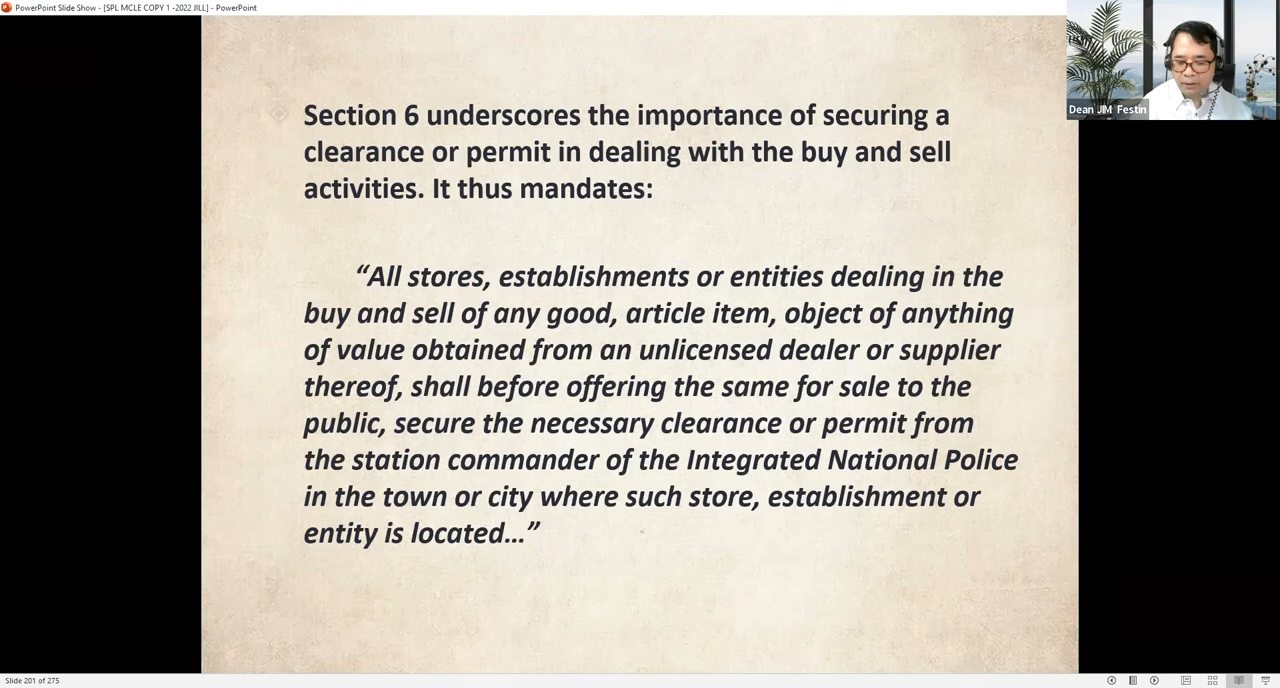 PowerPoint Slide Show - [SPL MCLE COPY 1 -2022 JILL] - PowerPoint
Dean JIM Festin
Section 6 underscores the importance of securing a
clearance or permit in dealing with the buy and sell
activities. It thus mandates:
“All stores, establishments or entities dealing in the
buy and sell of any good, article item, object of anything
of value obtained from an unlicensed dealer or supplier
thereof, shall before offering the same for sale to the
public, secure the necessary clearance or permit from
the station commander of the Integrated National Police
in the town or city where such store, establishment or
entity is located…”
Slide 201 of 275